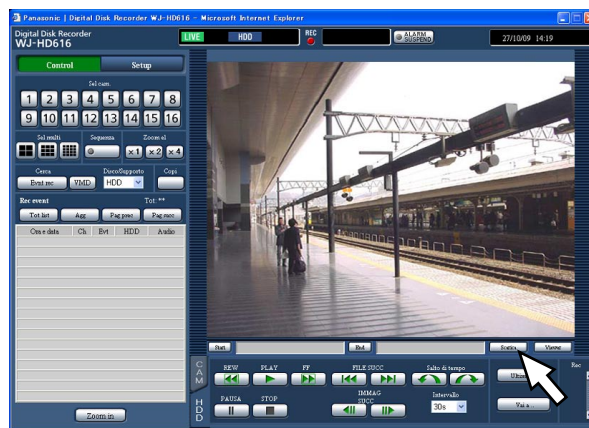 Panasonic | Digital Disk Recorder WJ-HD616 - Microsoft Internet Explorer
Digital Disk Recorder
WJ-HD616
LIVE HDD
REC
ALARM
SUSPEND
27/10/09 14:19
Control Setup
Sel cam.
1 2 3 4 5 6 7 8
9 10 11 12 13 14 15 16
Sel multi Sequenza Zoom el
x1 x2 x4
Cerca Disco/Supporto Copi
Evnt rec VMD HDD
Rec event Tot: **
Tot list Agg Pag prec Pag succ
Ora e data Ch Evt HDD Audio
Zoom in
Start End Scarica Viewer
CAM
HDD
REW PLAY FF FILE SUCC Salto di tempo
PAUSA STOP IMMAG
SUCC
Intervallo
30s
Vai a ...
Rec